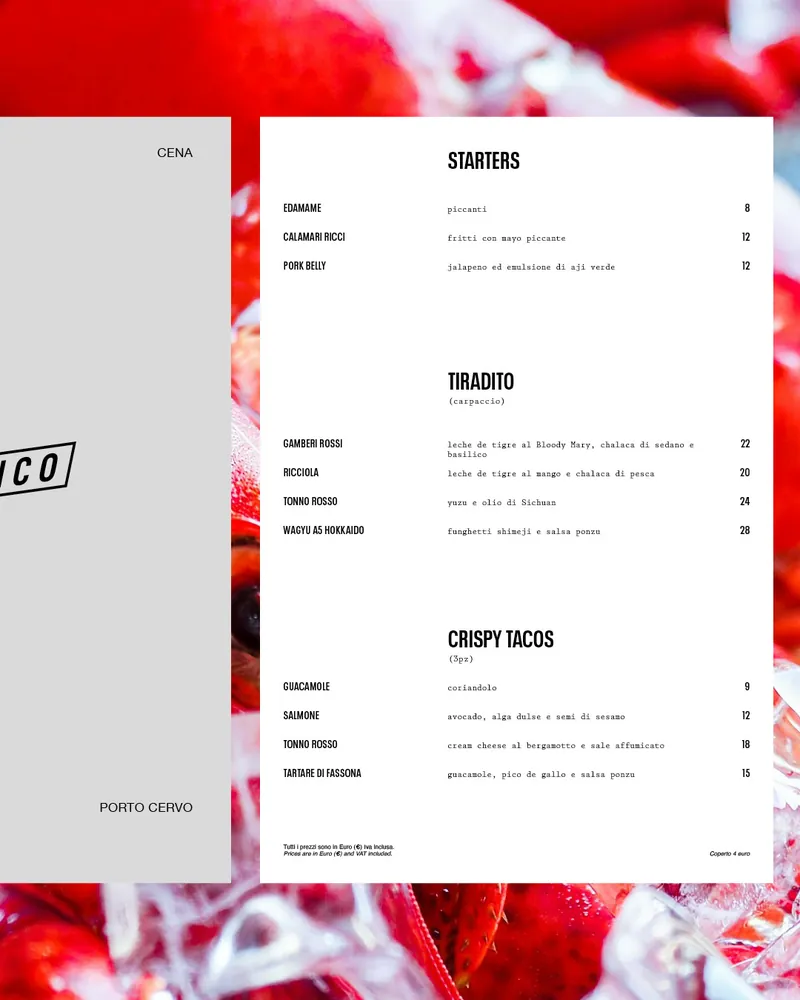 CENA
ICO
PORTO CERVO
STARTERS
EDAMAME piccanti 8
CALAMARI RICCI fritti con mayo piccante 12
PORK BELLY jalapeno ed emulsione di aji verde 12
TIRADITO
(carpaccio)
GAMBERI ROSSI leche de tigre al Bloody Mary, chalaca di sedano e 22
basilico
RICCIOLA leche de tigre al mango e chalaca di pesca 20
TONNO ROSSO yuzu e olio di Sichuan 24
WAGYU A5 HOKKAIDO funghetti shimeji e salsa ponzu 28
CRISPY TACOS
(3pz)
GUACAMOLE coriandolo 9
SALMONE avocado, alga dulse e semi di sesamo 12
TONNO ROSSO cream cheese al bergamotto e sale affumicato 18
TARTARE DI FASSONA guacamole, pico de gallo e salsa ponzu 15
Tutti i prezzi sono in Euro (€) Iva inclusa.
Prices are in Euro (€) and VAT included. Coperto 4 euro